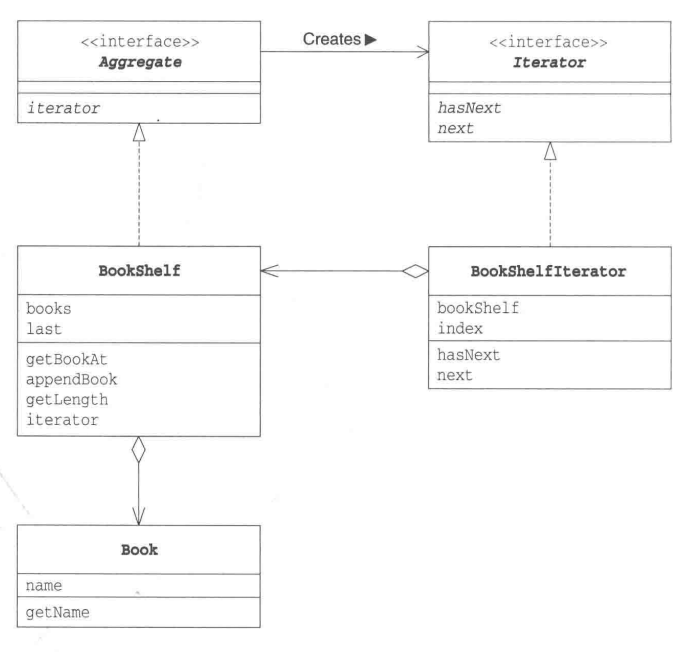 <<interface>>
Aggregate
iterator
Creates ▶
<<interface>>
Iterator
hasNext
next
BookShelf
books
last
getBookAt
appendBook
getLength
iterator
BookShelfIterator
bookShelf
index
hasNext
next
Book
name
getName